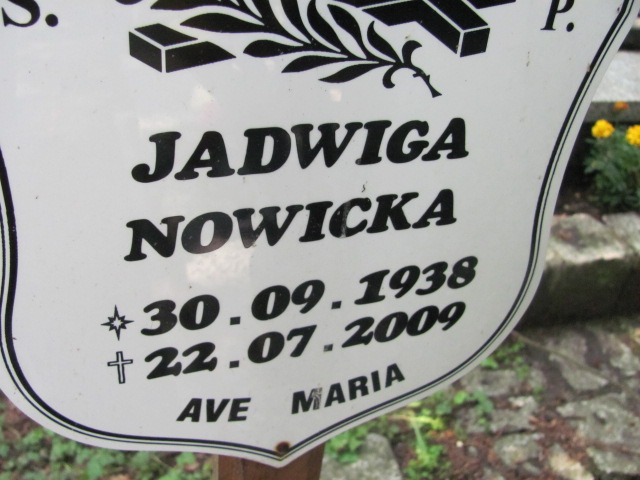 S. P.
JADWIGA
NOWICKA
30.09.1938
22.07.2009
AVE MARIA